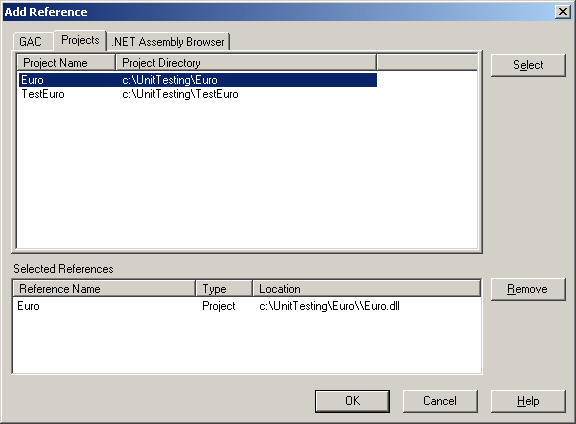 Add Reference
GAC Projects .NET Assembly Browser
Project Name Project Directory
Select
Euro c:\UnitTesting\Euro
TestEuro c:\UnitTesting\TestEuro
Selected References
Reference Name Type Location
Remove
Euro Project c:\UnitTesting\Euro\\Euro.dll
OK Cancel Help